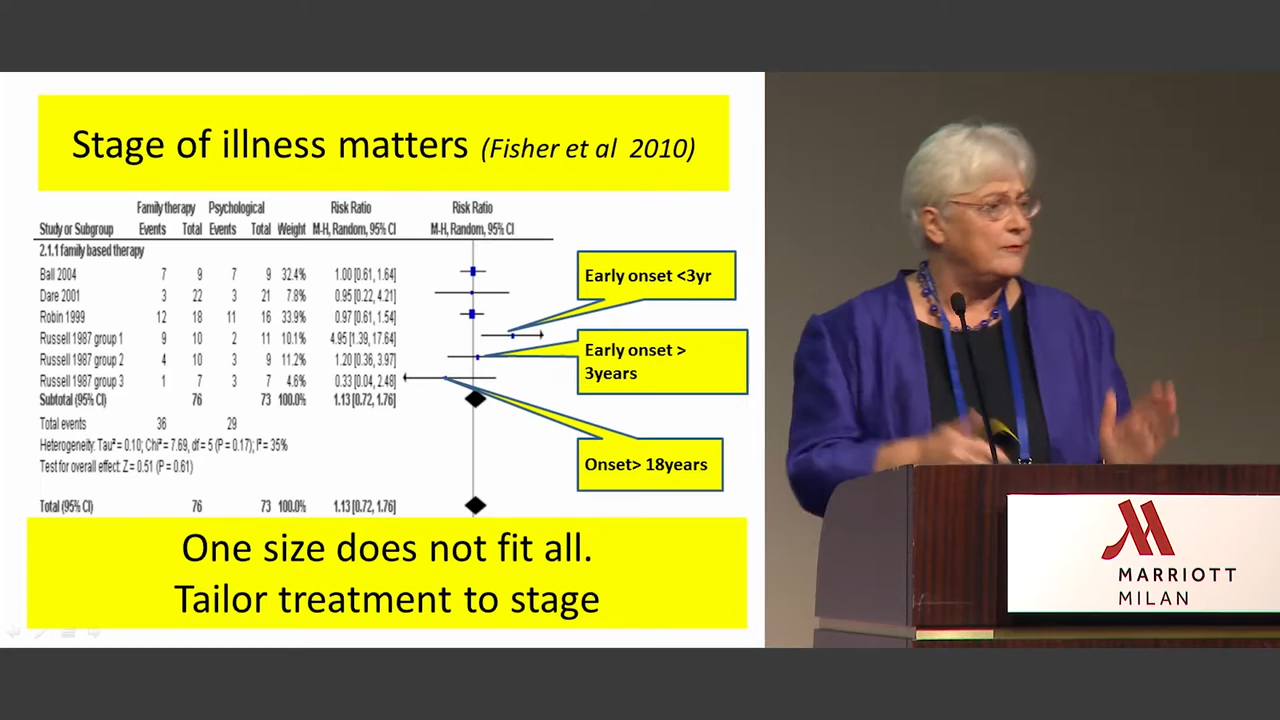 Stage of illness matters (Fisher et al 2010)
Family therapy Psychological Risk Ratio Risk Ratio
Study or Subgroup Events Total Events Total Weight M-H, Random, 95% CI M-H, Random, 95% CI
2.1.1 family based therapy
Ball 2004 7 9 7 9 32.4% 1.00 [0.61, 1.64]
Dare 2001 3 22 3 21 7.8% 0.95 [0.22, 4.21]
Robin 1999 12 18 11 16 33.9% 0.97 [0.61, 1.54]
Russell 1987 group 1 9 10 2 11 10.1% 4.95 [1.39, 17.64]
Russell 1987 group 2 4 10 3 9 11.2% 1.20 [0.36, 3.97]
Russell 1987 group 3 1 7 3 7 4.6% 0.33 [0.04, 2.48]
Subtotal (95% CI) 76 73 100.0% 1.13 [0.72, 1.76]
Total events 36 29
Heterogeneity: Tau² = 0.10; Chi² = 7.69, df = 5 (P = 0.17); I² = 35%
Test for overall effect: Z = 0.51 (P = 0.61)
Total (95% CI) 76 73 100.0% 1.13 [0.72, 1.76]
Early onset <3yr
Early onset >
3years
Onset> 18years
One size does not fit all.
Tailor treatment to stage
MARRIOTT
MILAN